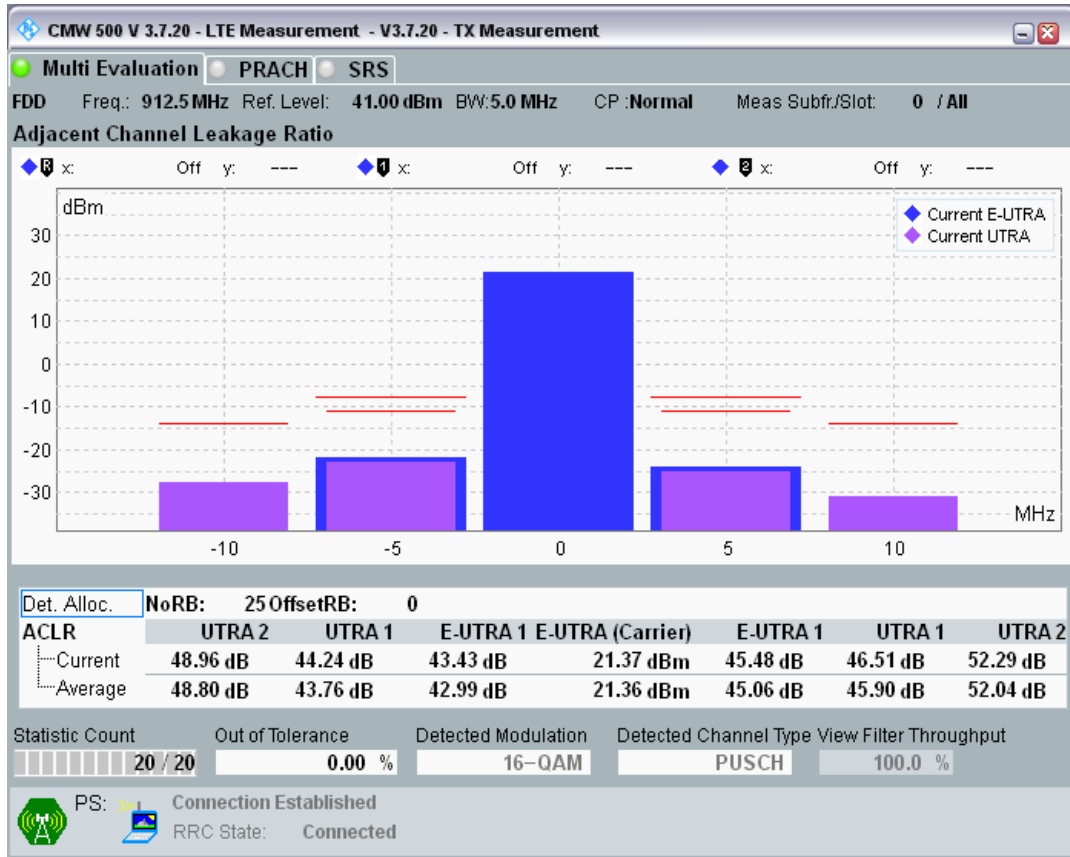 CMW 500 V 3.7.20 - LTE Measurement - V3.7.20 - TX Measurement
Multi Evaluation PRACH SRS
FDD Freq.: 912.5 MHz Ref. Level: 41.00 dBm BW:5.0 MHz CP :Normal Meas Subfr./Slot: 0 / All
Adjacent Channel Leakage Ratio
R x: Off y: --- 1 x: Off y: --- 2 x: Off y: ---
dBm
Current E-UTRA
Current UTRA
30
20
10
0
-10
-20
-30
MHz
-10 -5 0 5 10
Det. Alloc. NoRB: 25 OffsetRB: 0
ACLR UTRA 2 UTRA 1 E-UTRA 1 E-UTRA (Carrier) E-UTRA 1 UTRA 1 UTRA 2
Current 48.96 dB 44.24 dB 43.43 dB 21.37 dBm 45.48 dB 46.51 dB 52.29 dB
Average 48.80 dB 43.76 dB 42.99 dB 21.36 dBm 45.06 dB 45.90 dB 52.04 dB
Statistic Count Out of Tolerance Detected Modulation Detected Channel Type View Filter Throughput
20 / 20 0.00 % 16-QAM PUSCH 100.0 %
PS: Connection Established
RRC State: Connected